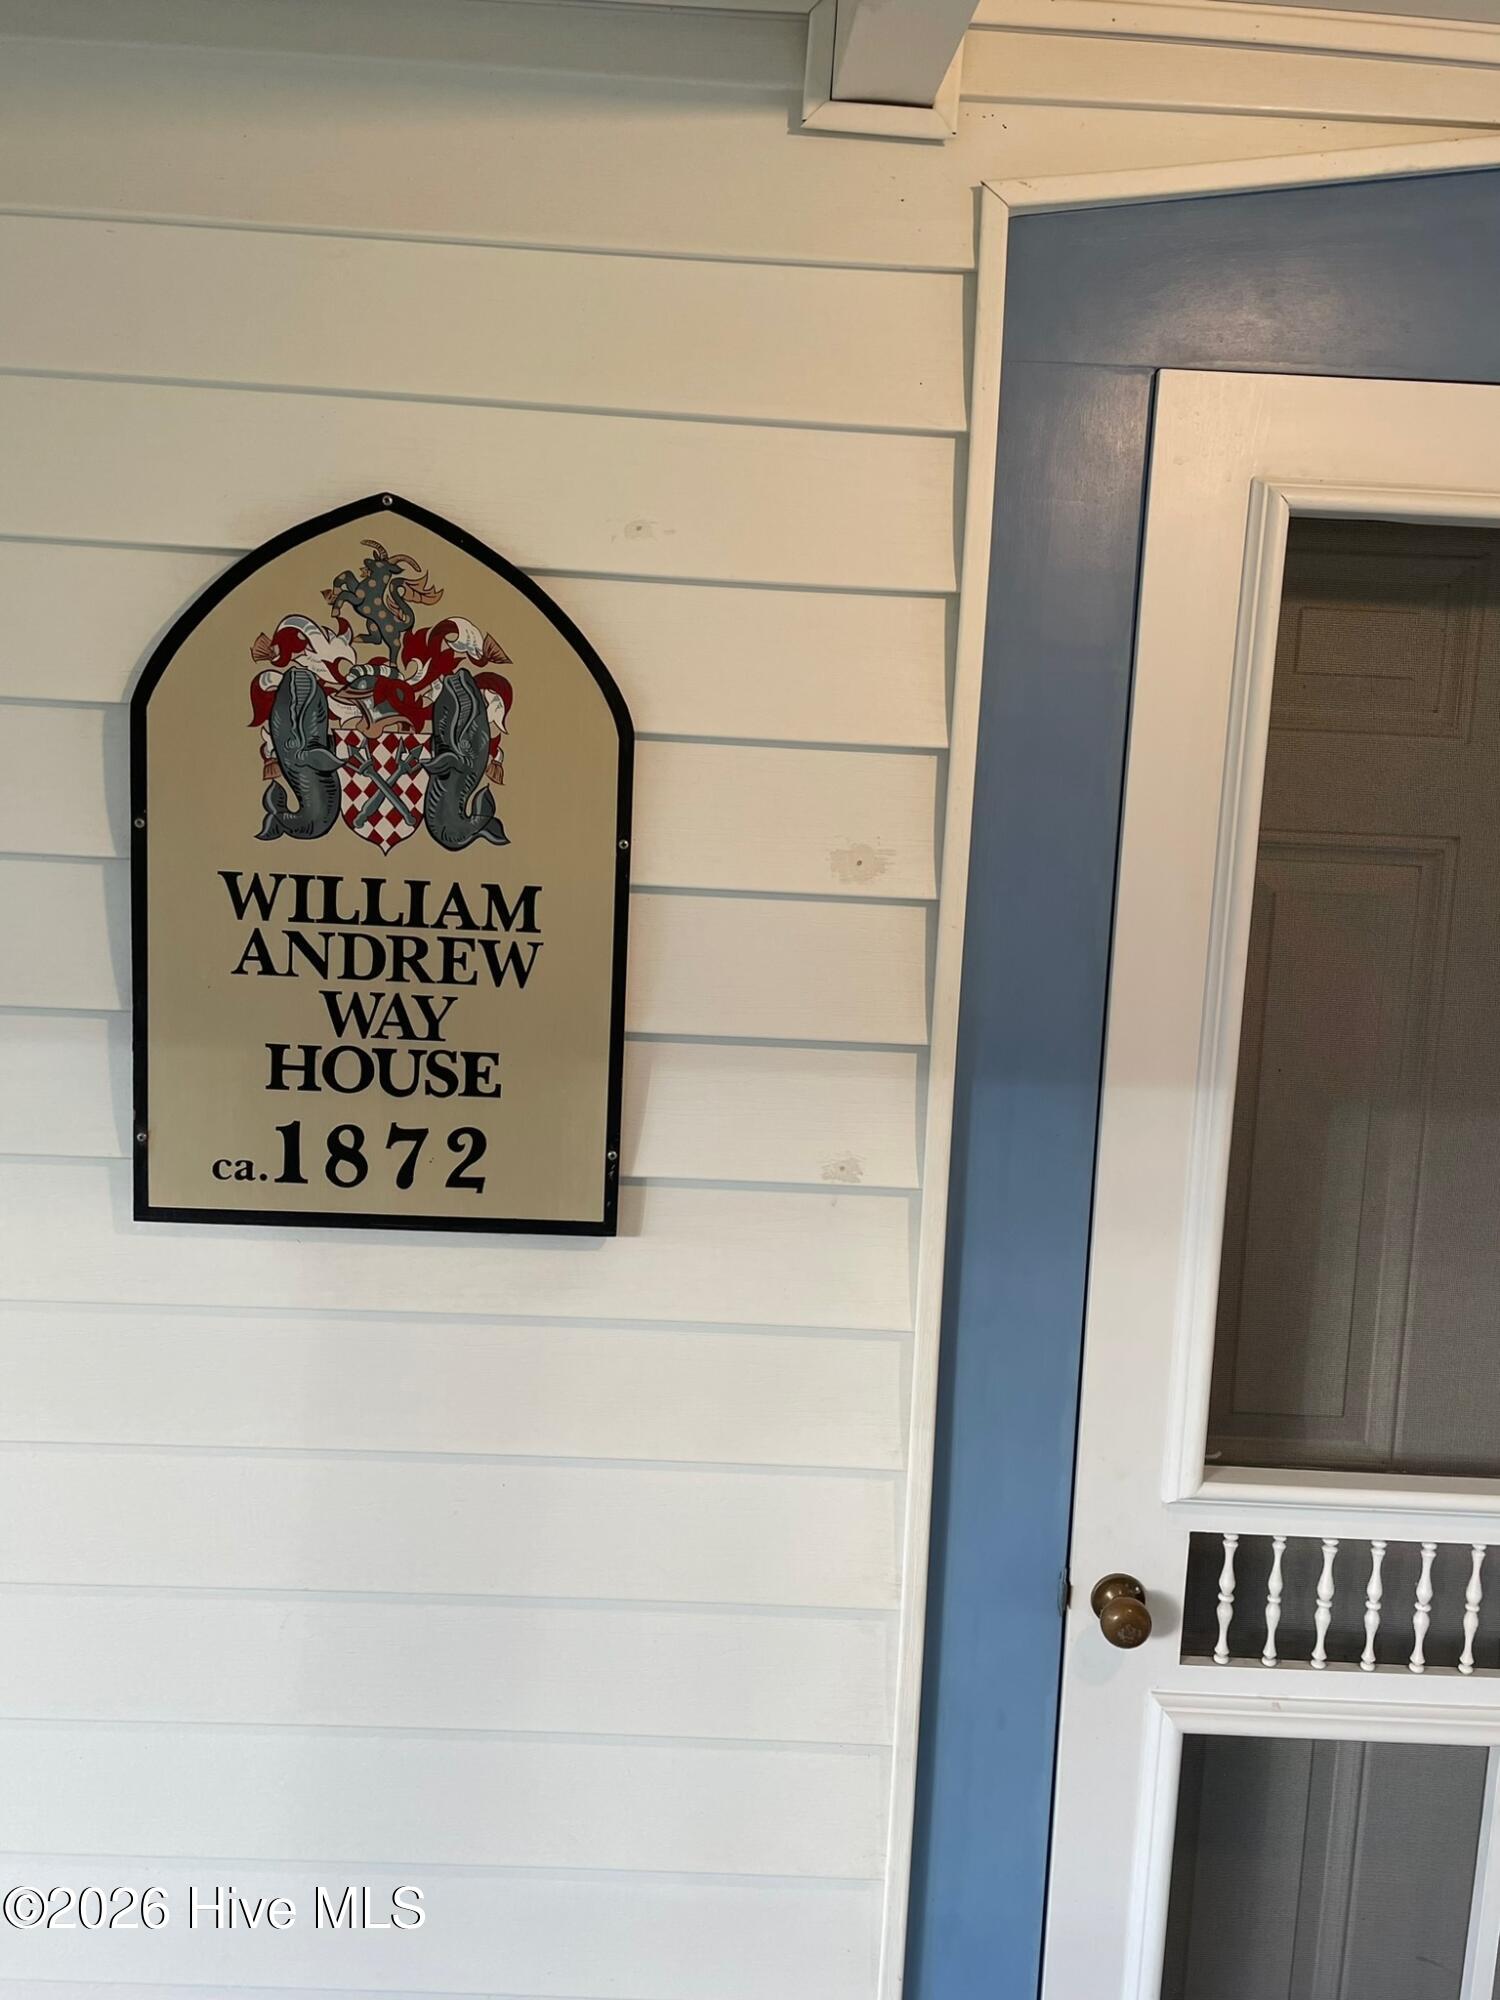 WILLIAM
ANDREW
WAY
HOUSE
ca. 1872
©2026 Hive MLS